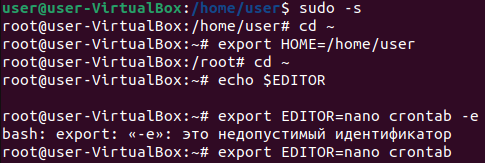 user@user-VirtualBox:/home/user$ sudo -s
root@user-VirtualBox:/home/user# cd ~
root@user-VirtualBox:~# export HOME=/home/user
root@user-VirtualBox:/root# cd ~
root@user-VirtualBox:~# echo $EDITOR

root@user-VirtualBox:~# export EDITOR=nano crontab -e
bash: export: «-e»: это недопустимый идентификатор
root@user-VirtualBox:~# export EDITOR=nano crontab